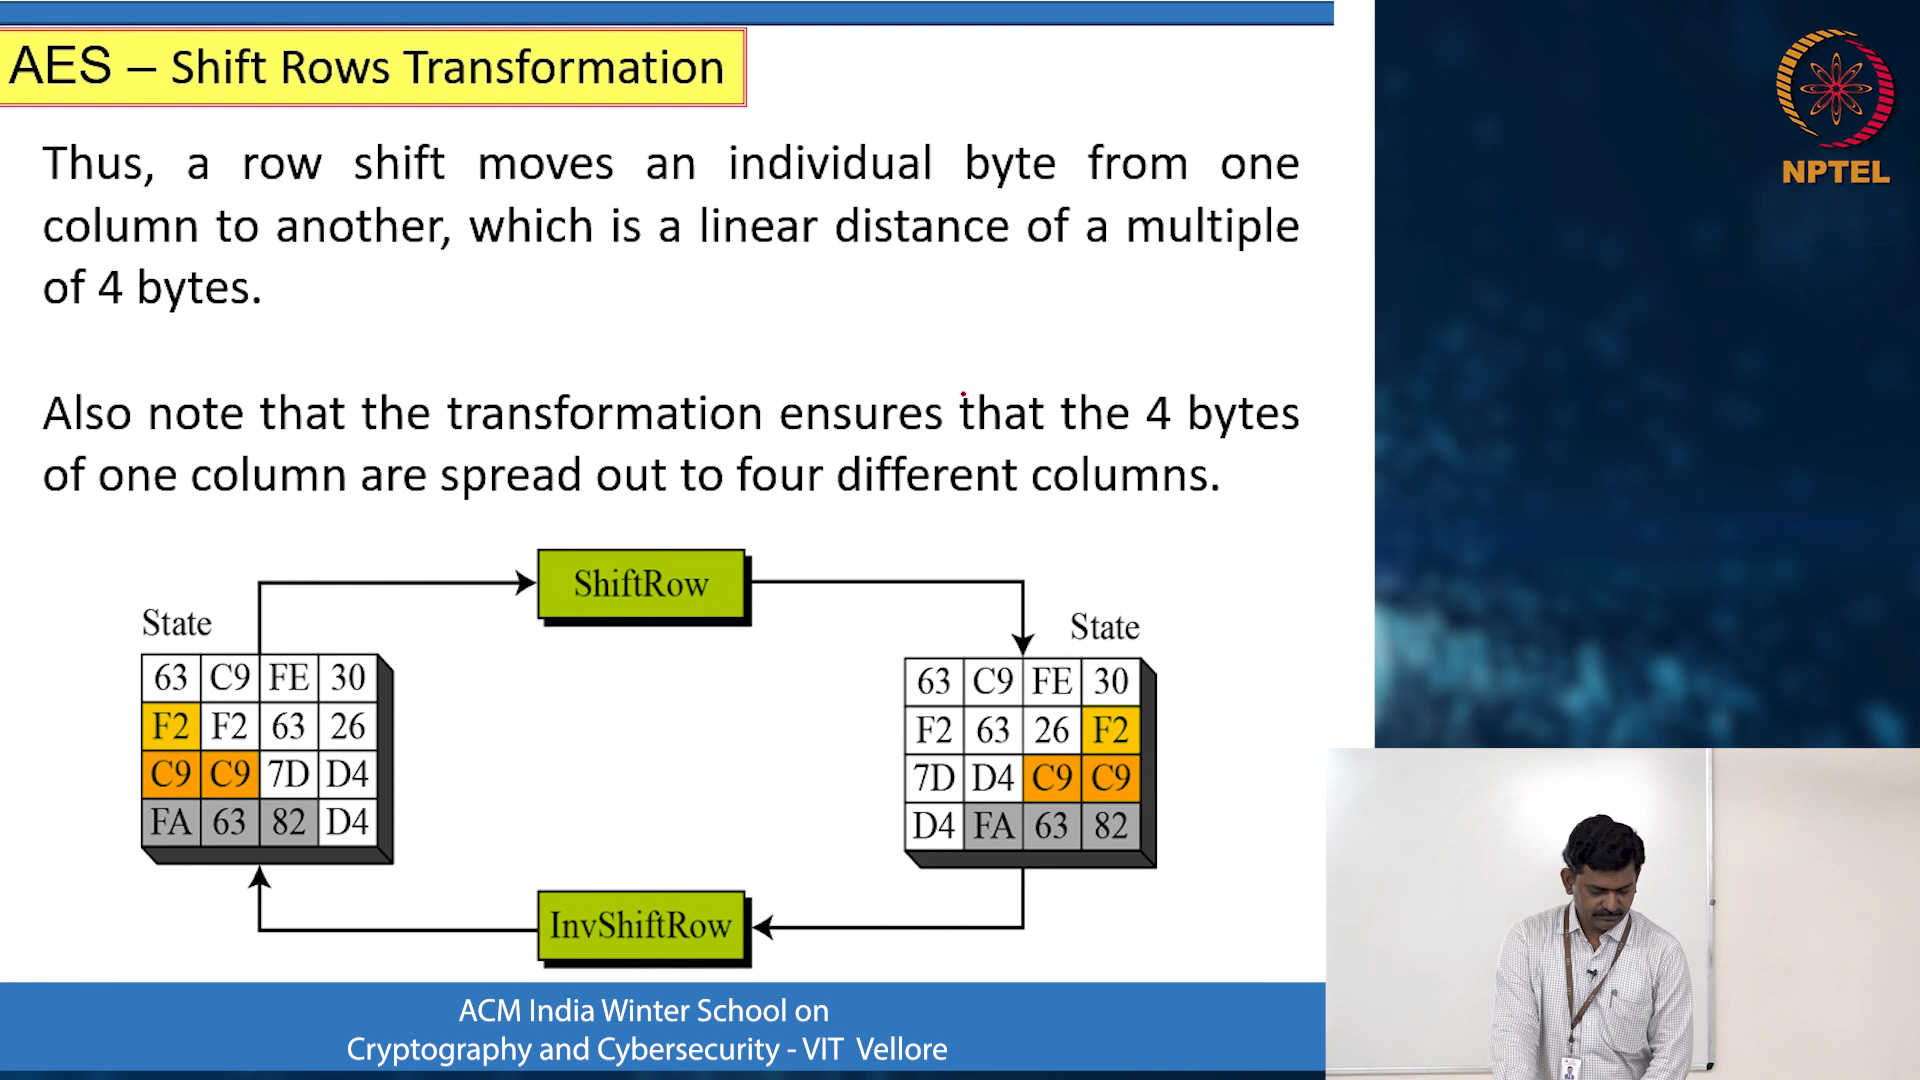 AES – Shift Rows Transformation
NPTEL
Thus, a row shift moves an individual byte from one
column to another, which is a linear distance of a multiple
of 4 bytes.
Also note that the transformation ensures that the 4 bytes
of one column are spread out to four different columns.
ShiftRow
State
State
63 C9 FE 30
F2 F2 63 26
C9 C9 7D D4
FA 63 82 D4
63 C9 FE 30
F2 63 26 F2
7D D4 C9 C9
D4 FA 63 82
InvShiftRow
ACM India Winter School on
Cryptography and Cybersecurity - VIT Vellore